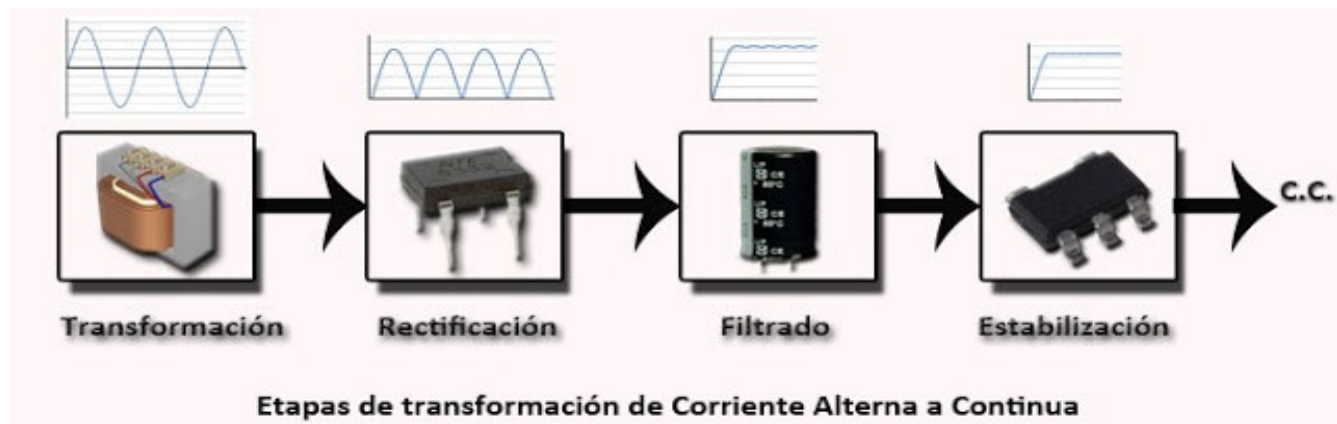 C.C.
Transformación
Rectificación
Filtrado
Estabilización
Etapas de transformación de Corriente Alterna a Continua